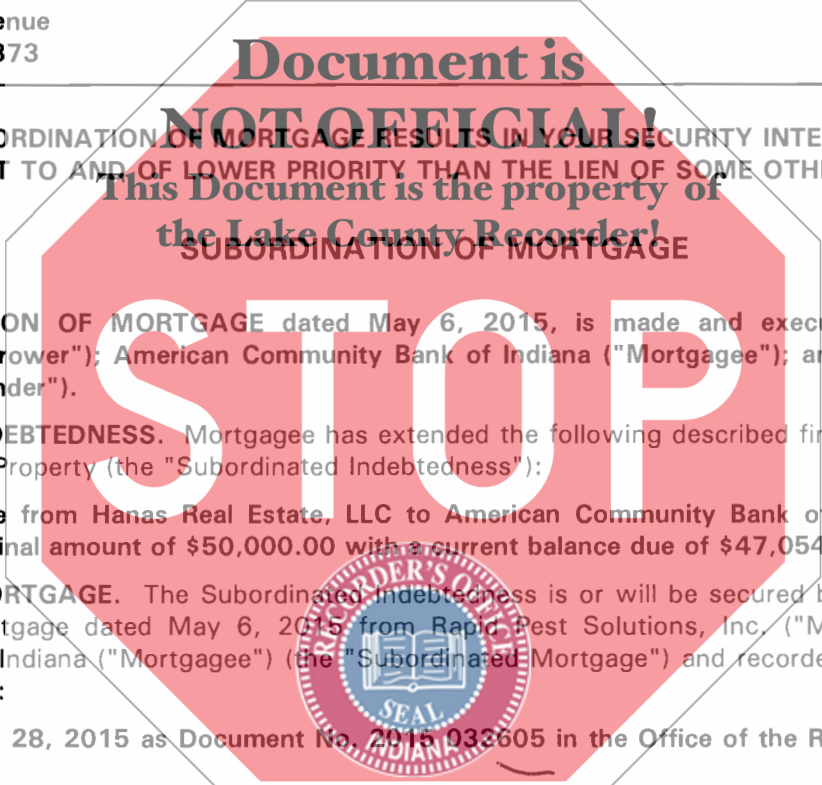 enue
873
Document is
NOT OFFICIAL!
ORDINATION OF MORTGAGE RESULTS IN YOUR SECURITY INTE
T TO AND OF LOWER PRIORITY THAN THE LIEN OF SOME OTH
This Document is the property of
the Lake County Recorder!
SUBORDINATION OF MORTGAGE
STOP
ON OF MORTGAGE dated May 6, 2015, is made and execu
rower"); American Community Bank of Indiana ("Mortgagee"); an
nder").
DEBTEDNESS. Mortgagee has extended the following described fin
Property (the "Subordinated Indebtedness"):
e from Hanas Real Estate, LLC to American Community Bank of
inal amount of $50,000.00 with a current balance due of $47,054
ORTGAGE. The Subordinated Indebtedness is or will be secured b
tgage dated May 6, 2015 from Rapid Pest Solutions, Inc. ("M
Indiana ("Mortgagee") (the "Subordinated Mortgage") and recorde
:
28, 2015 as Document No. 2015 033605 in the Office of the R
RECORDER'S OFFICE
SEAL
INDIANA